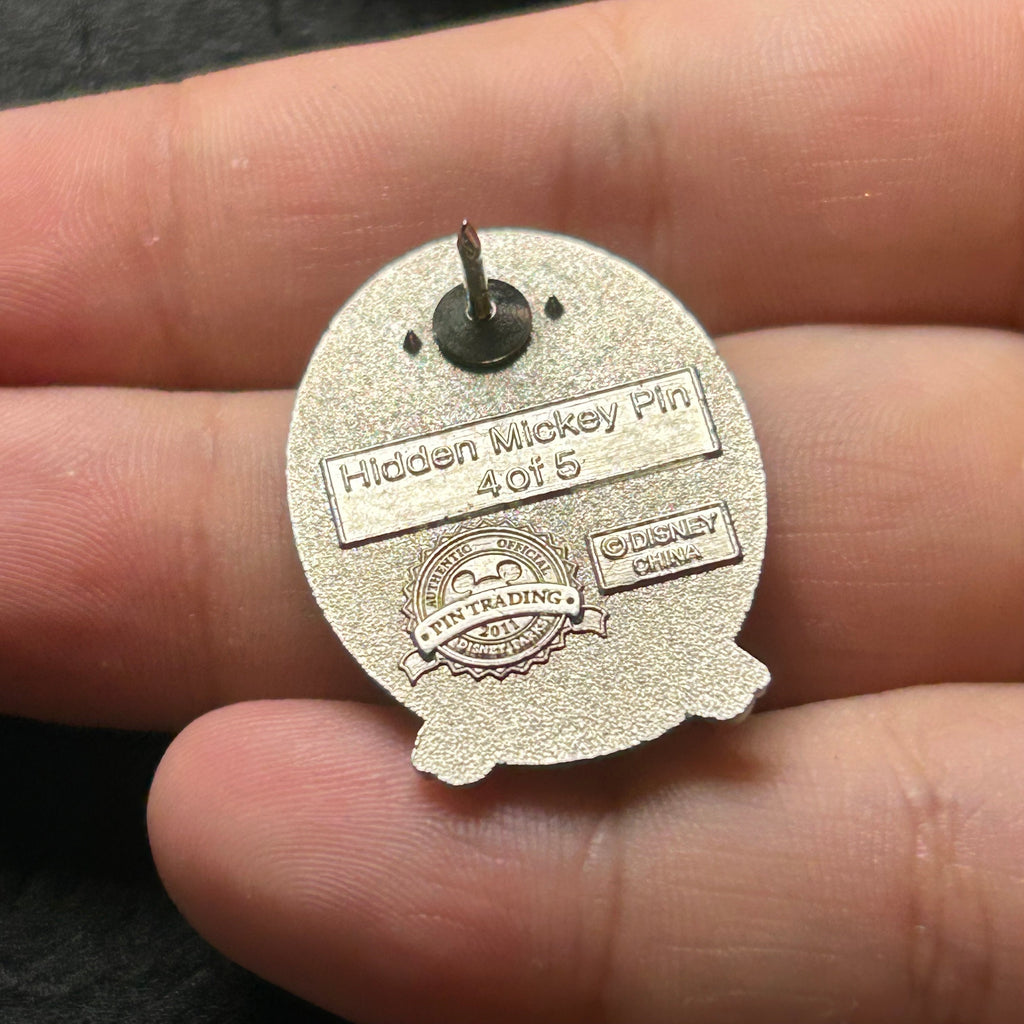 Hidden Mickey Pin
4 of 5
© DISNEY
CHINA
AUTHENTIC OFFICIAL
PIN TRADING
2011
DISNEY PARKS